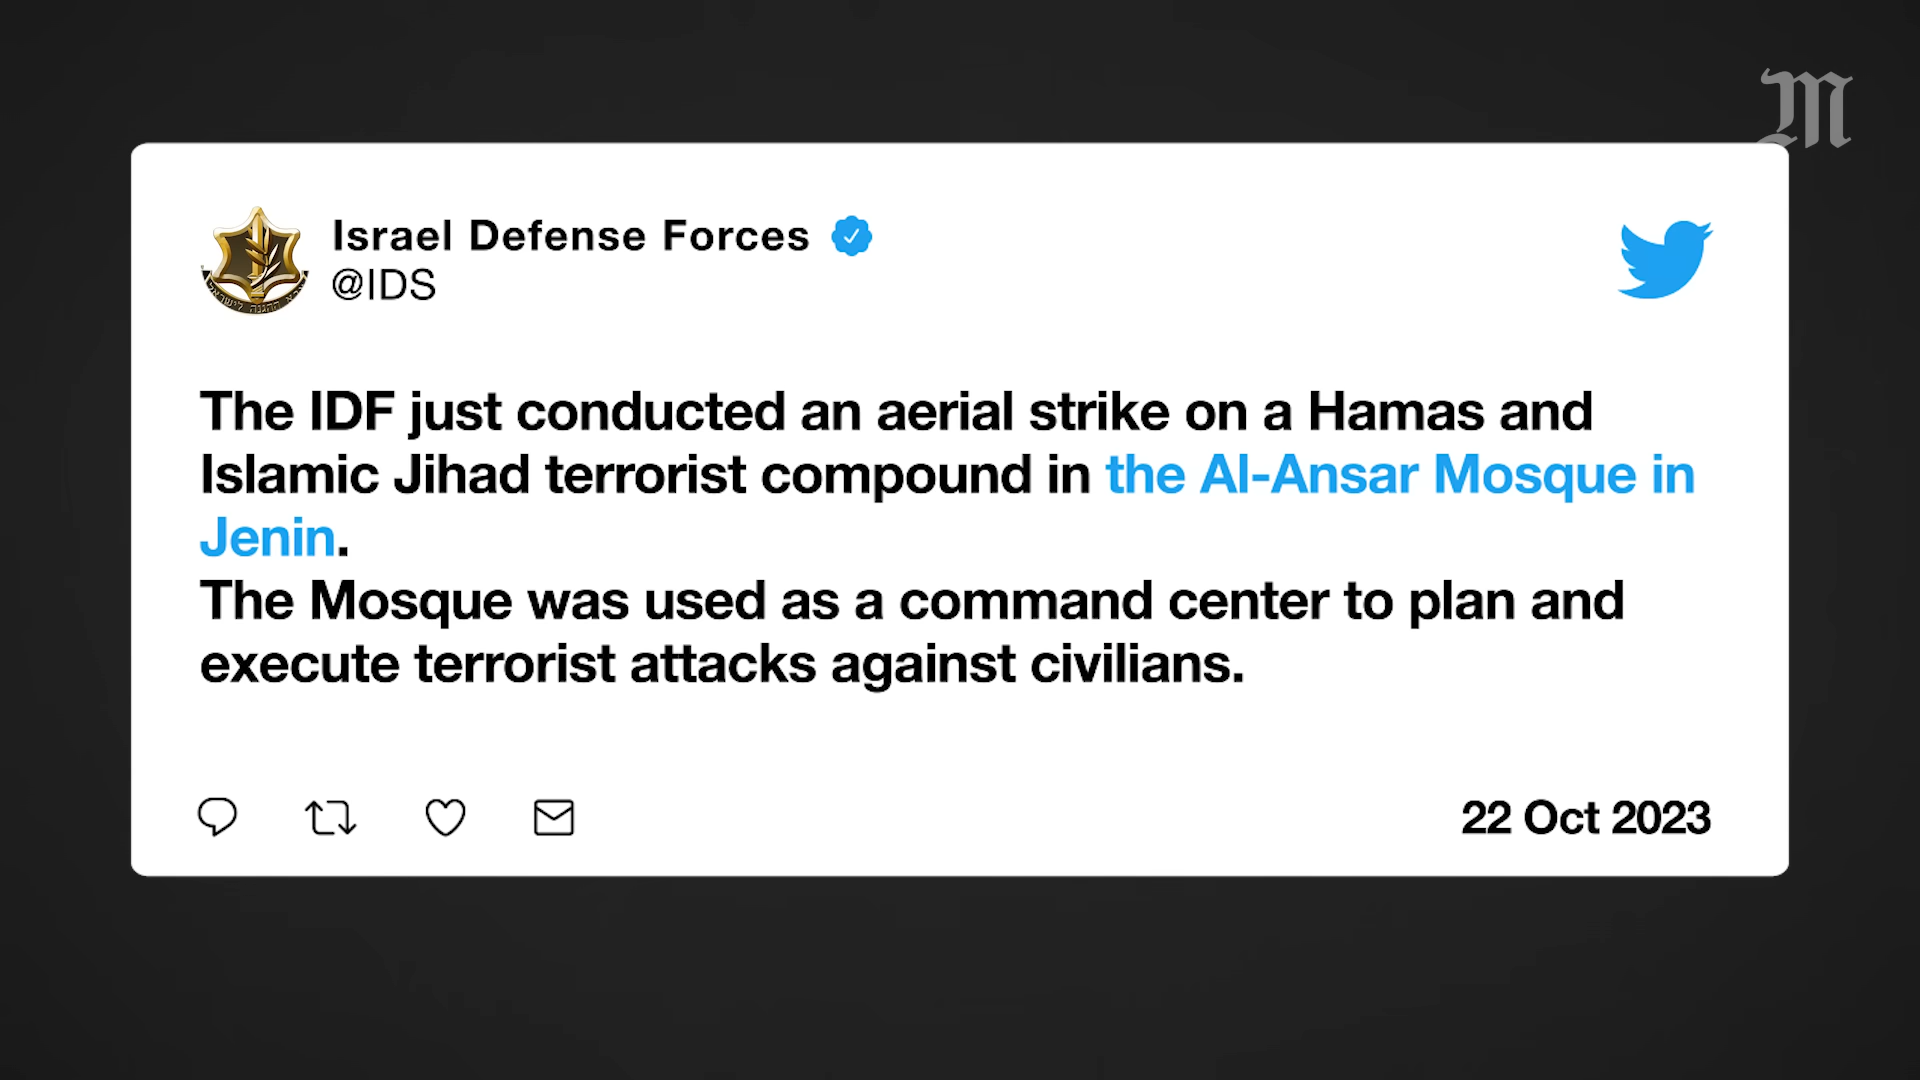 M
Israel Defense Forces
@IDS
The IDF just conducted an aerial strike on a Hamas and
Islamic Jihad terrorist compound in the Al-Ansar Mosque in
Jenin.
The Mosque was used as a command center to plan and
execute terrorist attacks against civilians.
22 Oct 2023